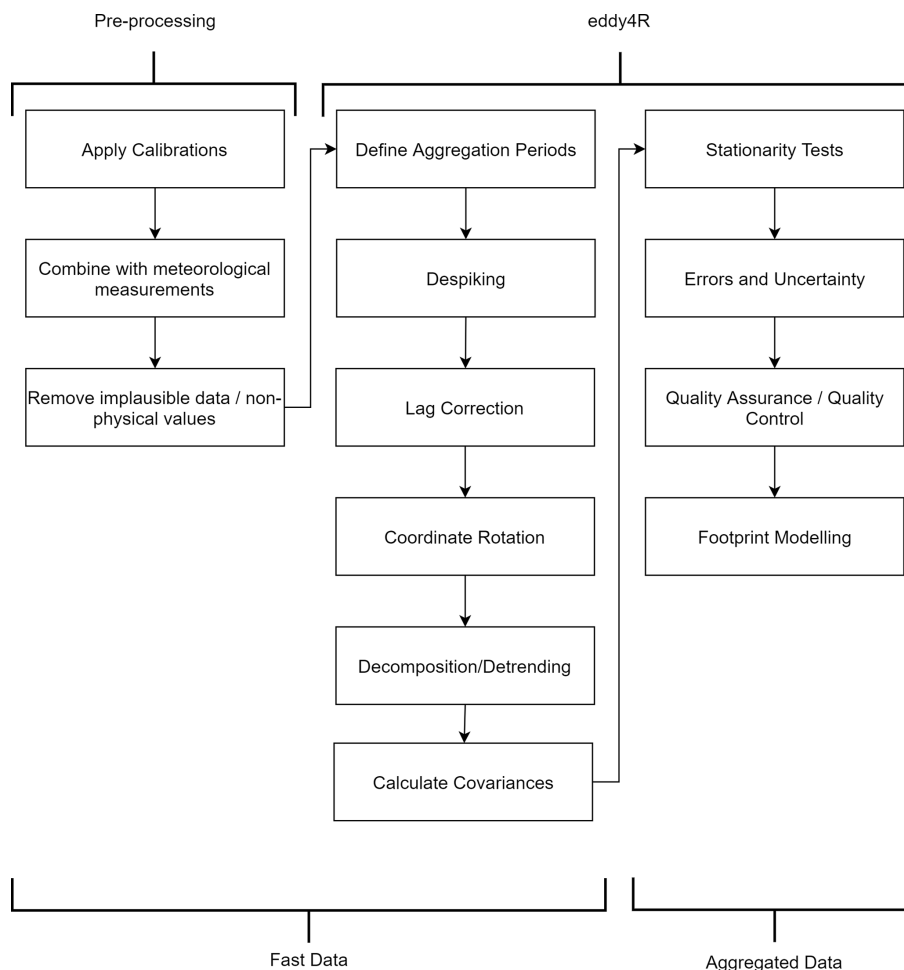 Pre-processing
eddy4R
Apply Calibrations
Combine with meteorological
measurements
Remove implausible data / non-
physical values
Define Aggregation Periods
Despiking
Lag Correction
Coordinate Rotation
Decomposition/Detrending
Calculate Covariances
Stationarity Tests
Errors and Uncertainty
Quality Assurance / Quality
Control
Footprint Modelling
Fast Data
Aggregated Data